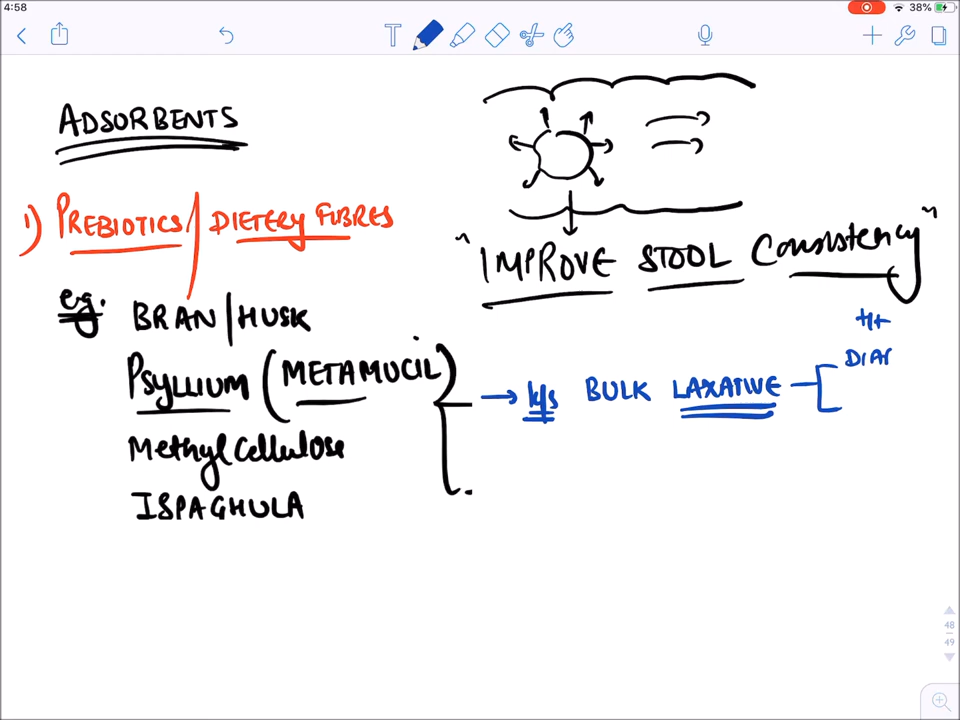 4:58
38%
T
ADSORBENTS
1) PREBIOTICS / DIETERY FIBRES
"IMPROVE STOOL Consistency"
eg. BRAN/HUSK
Psyllium (METAMUCIL)
Methyl Cellulose
ISPAGHULA
→ k/s BULK LAXATIVE
t/t
DIAR
48
49